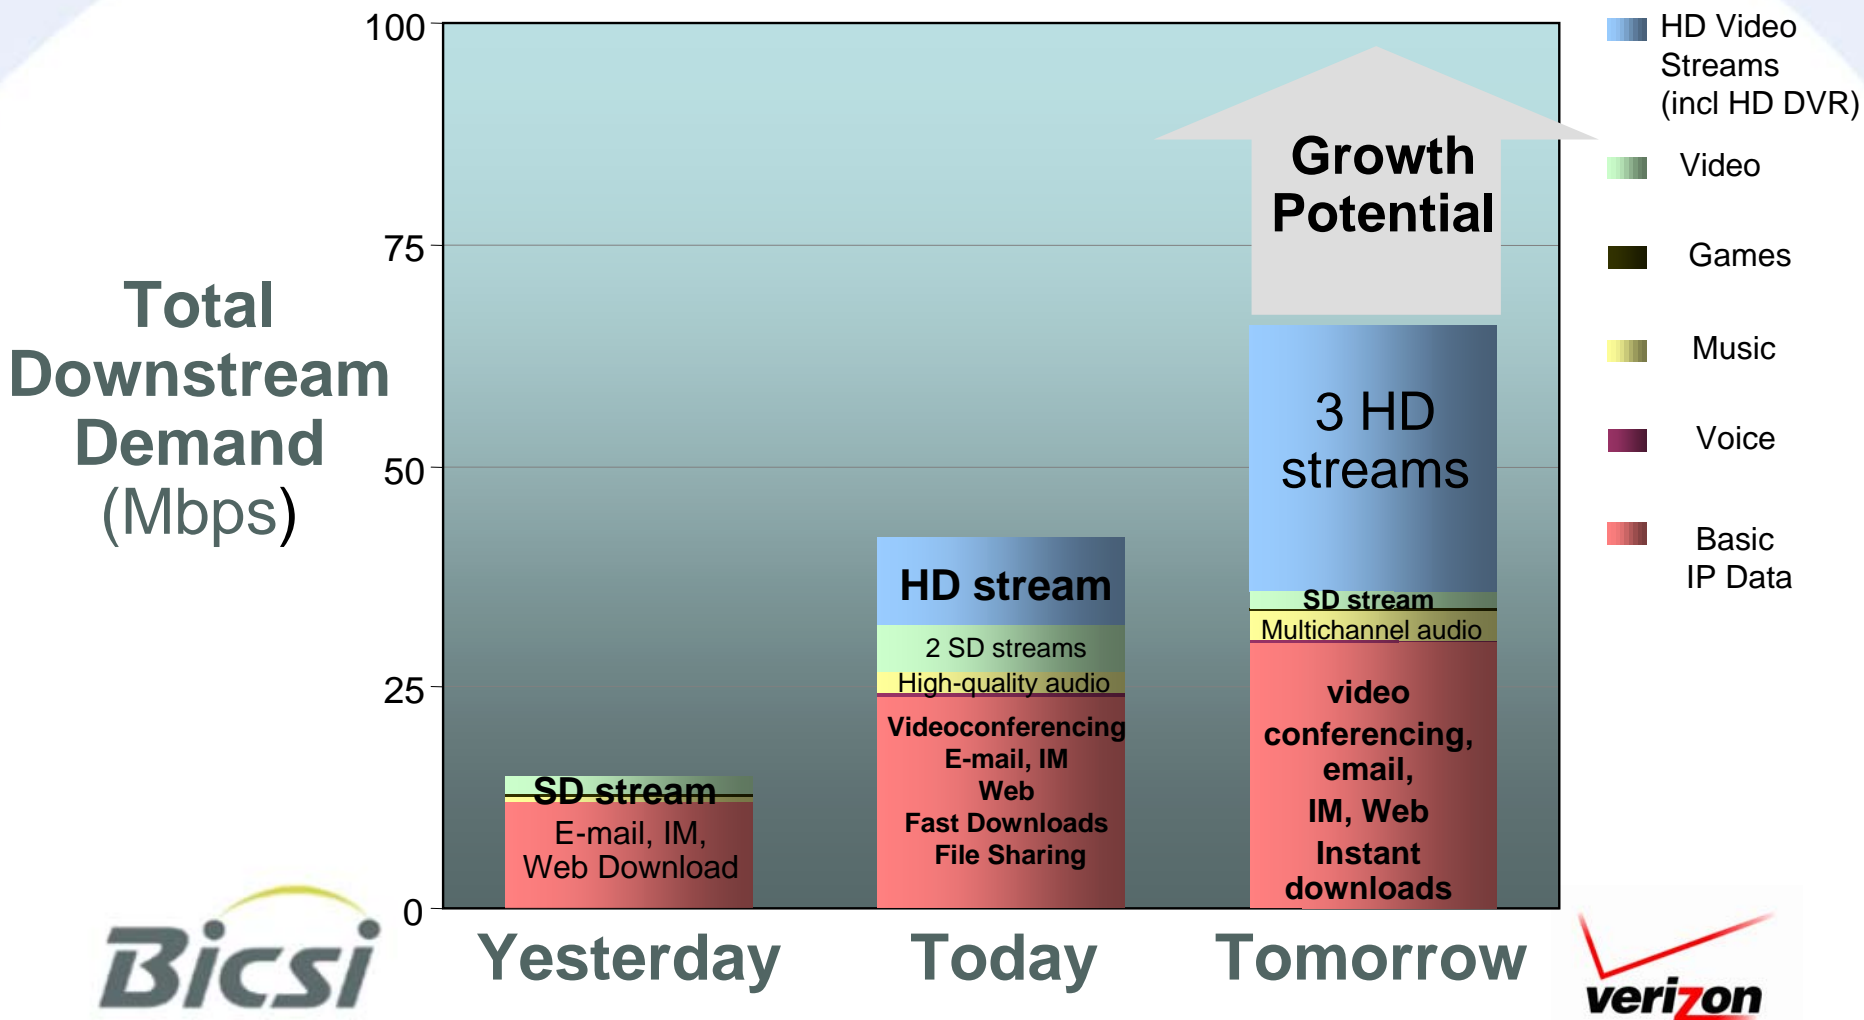 Total
Downstream
Demand
(Mbps)
100
75
50
25
0
Growth
Potential
3 HD
streams
SD stream
Multichannel audio
video
conferencing,
email,
IM, Web
Instant
downloads
HD stream
2 SD streams
High-quality audio
Videoconferencing
E-mail, IM
Web
Fast Downloads
File Sharing
SD stream
E-mail, IM,
Web Download
Yesterday
Today
Tomorrow
HD Video
Streams
(incl HD DVR)
Video
Games
Music
Voice
Basic
IP Data
Bicsi
verizon